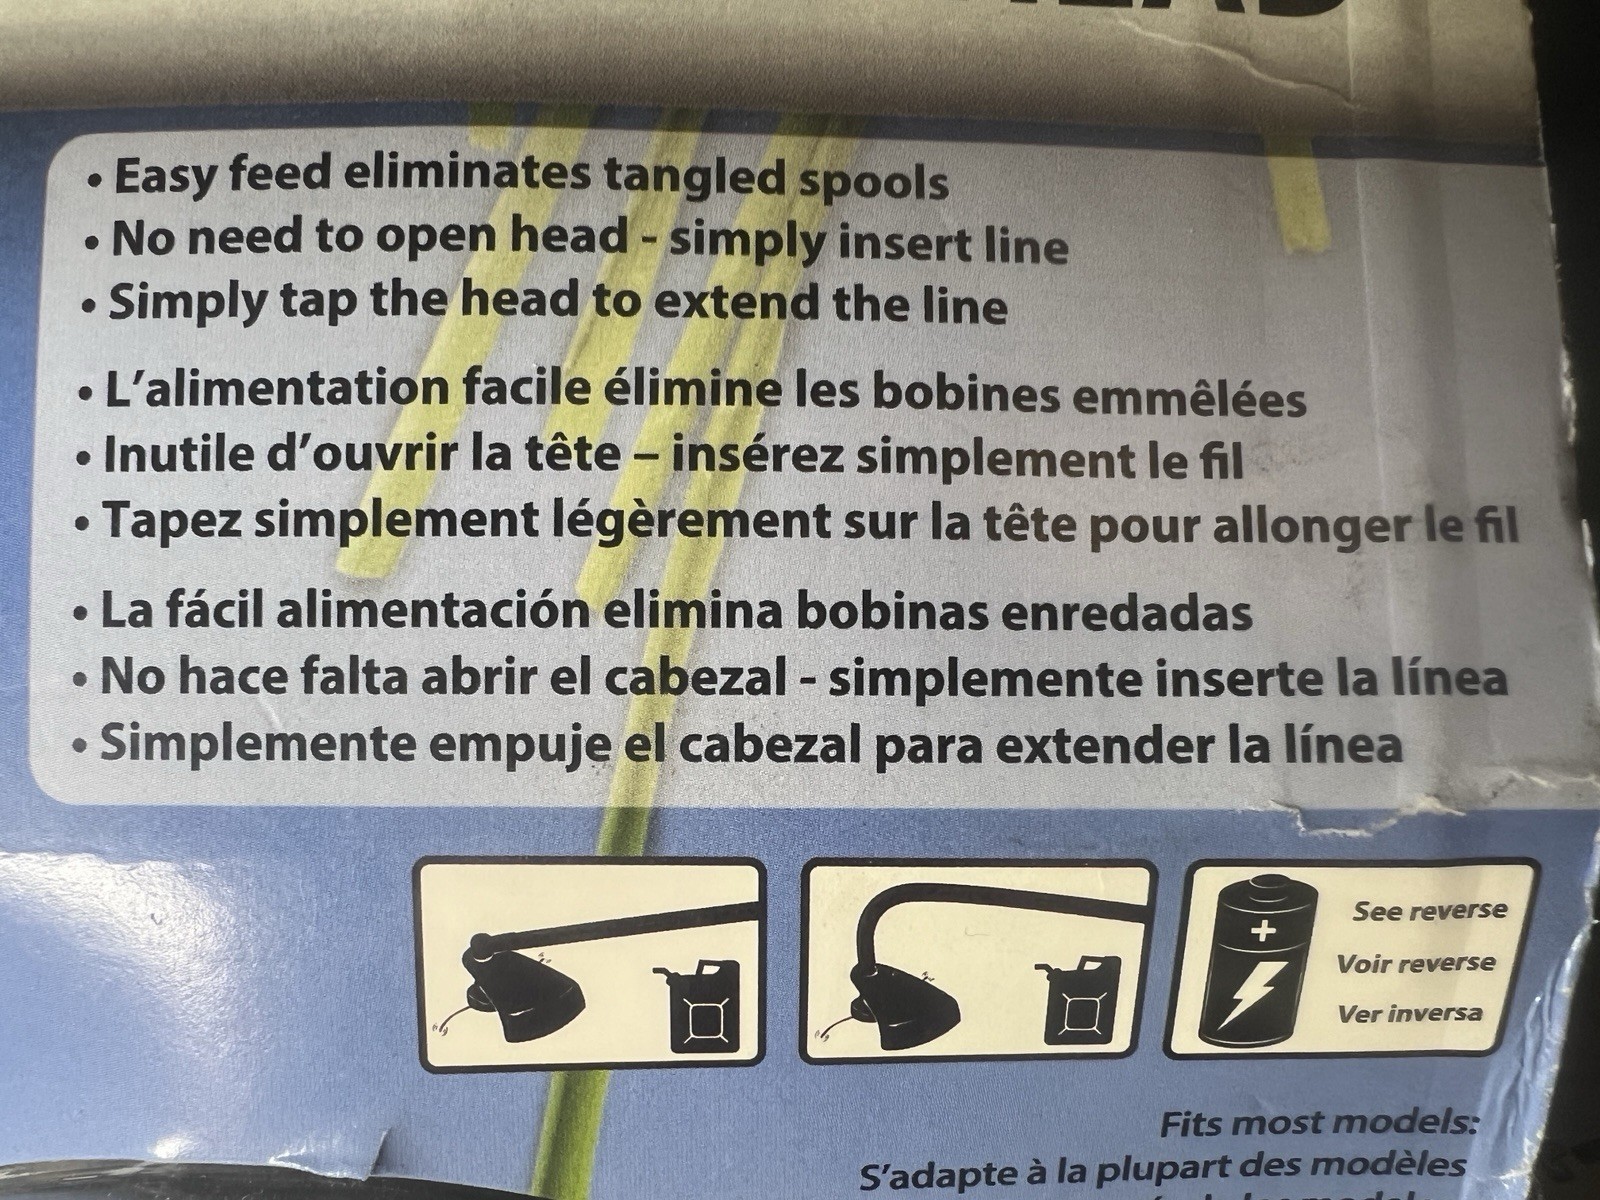 • Easy feed eliminates tangled spools
• No need to open head - simply insert line
• Simply tap the head to extend the line
• L’alimentation facile élimine les bobines emmêlées
• Inutile d’ouvrir la tête – insérez simplement le fil
• Tapez simplement légèrement sur la tête pour allonger le fil
• La fácil alimentación elimina bobinas enredadas
• No hace falta abrir el cabezal - simplemente inserte la línea
• Simplemente empuje el cabezal para extender la línea
+
See reverse
Voir reverse
Ver inversa
Fits most models:
S’adapte à la plupart des modèles